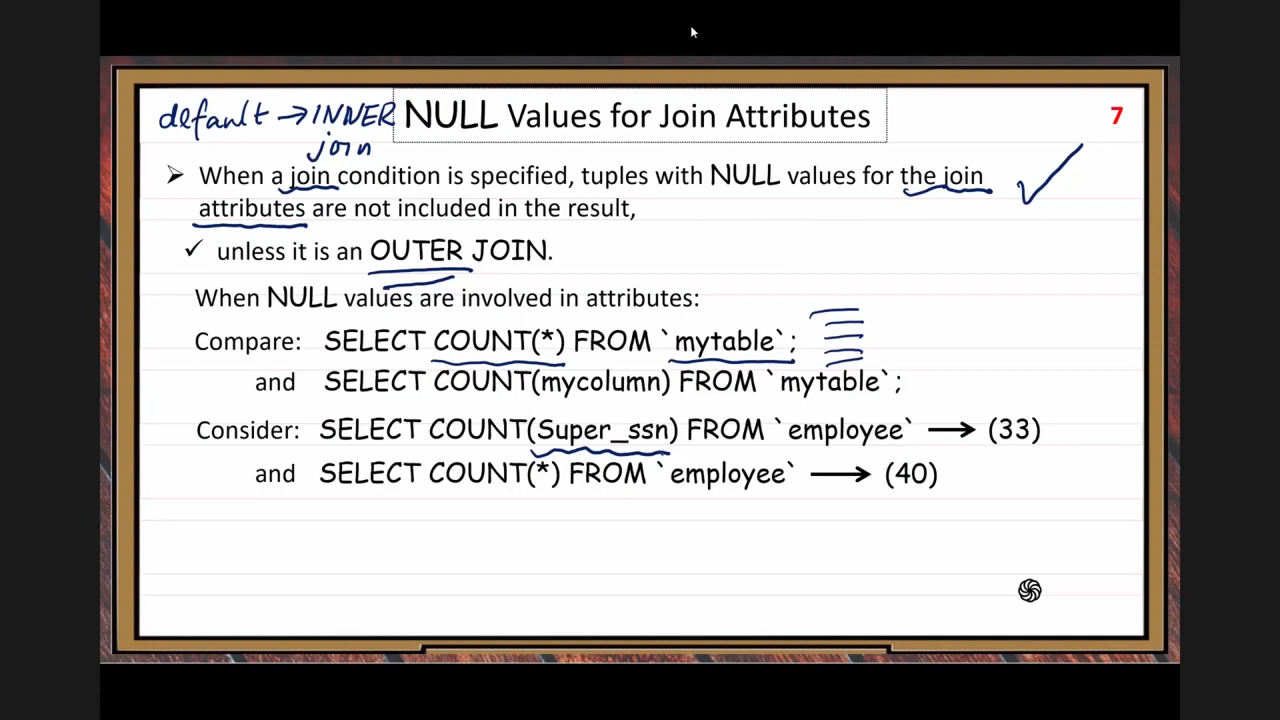 default → INNER join
NULL Values for Join Attributes
7
➤ When a join condition is specified, tuples with NULL values for the join
attributes are not included in the result,
✓ unless it is an OUTER JOIN.
When NULL values are involved in attributes:
Compare: SELECT COUNT(*) FROM `mytable`;
and SELECT COUNT(mycolumn) FROM `mytable`;
Consider: SELECT COUNT(Super_ssn) FROM `employee` → (33)
and SELECT COUNT(*) FROM `employee` → (40)